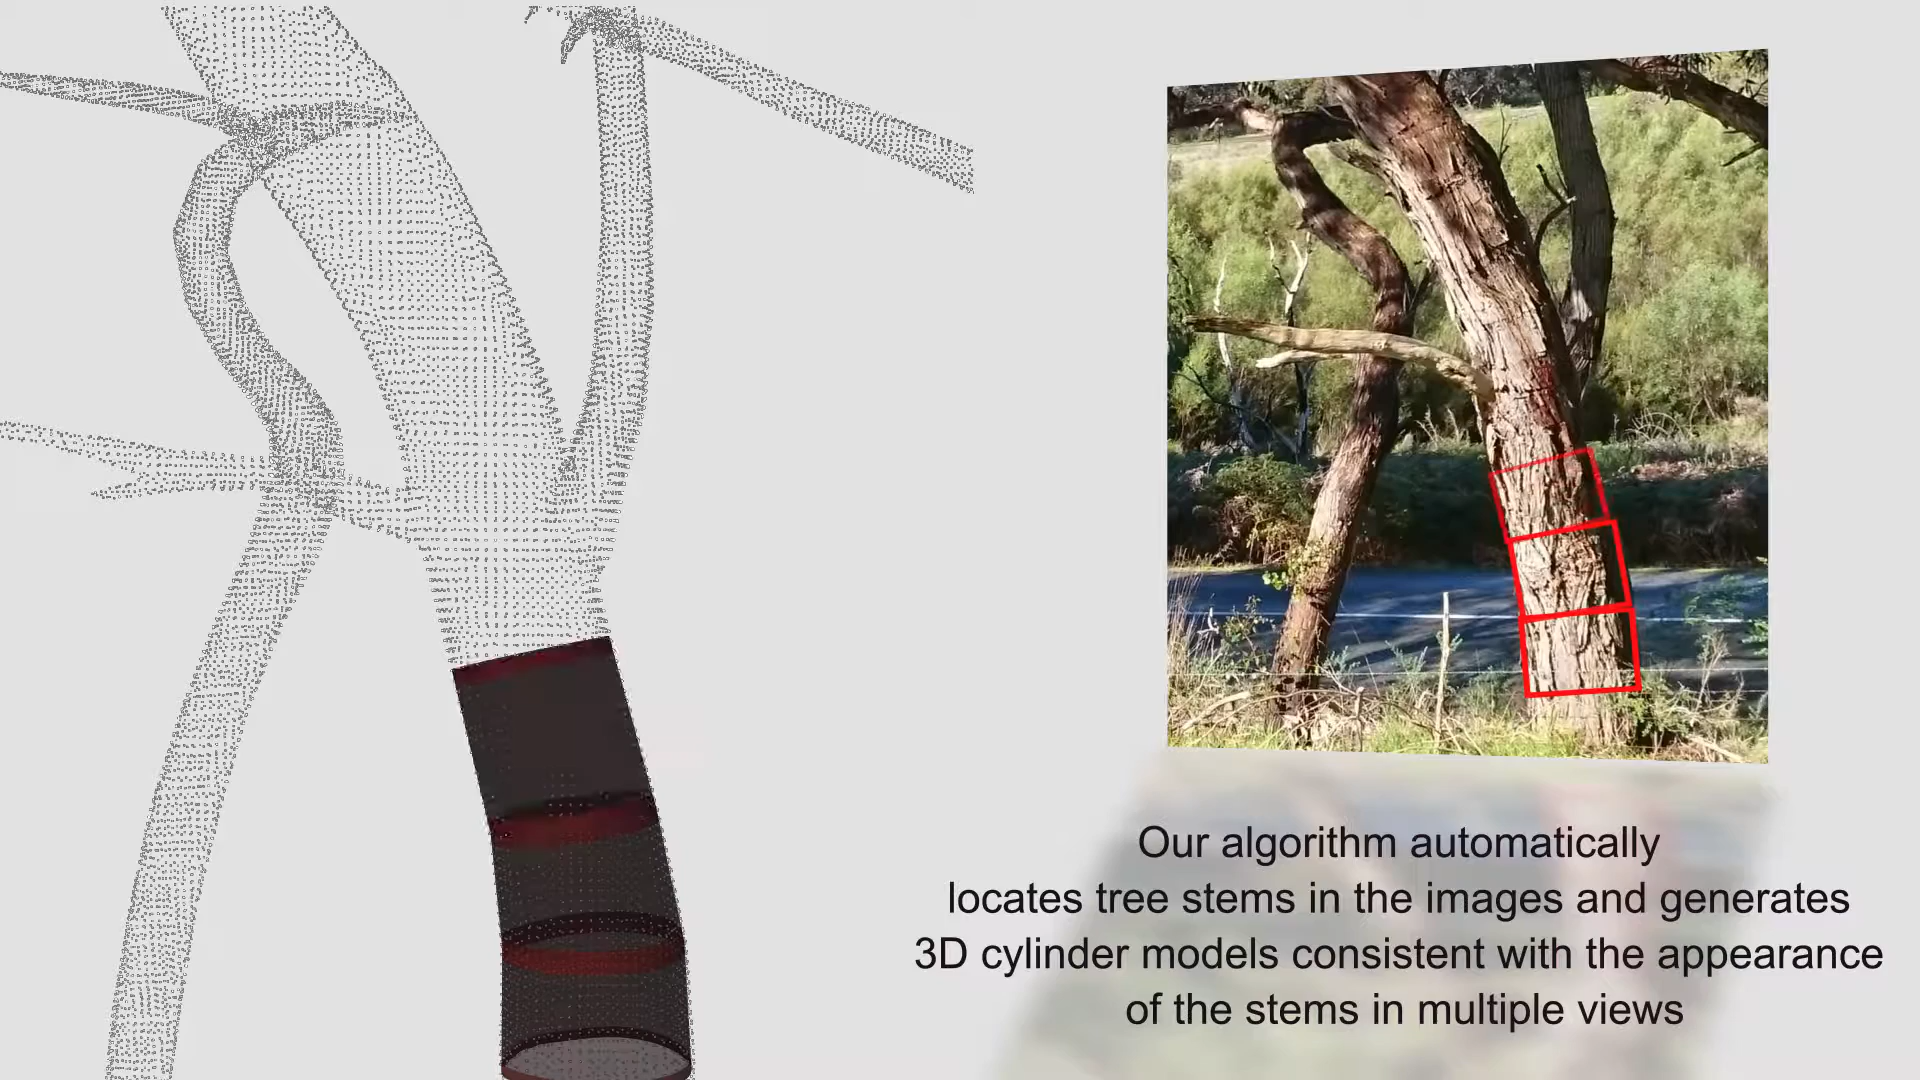 Our algorithm automatically
locates tree stems in the images and generates
3D cylinder models consistent with the appearance
of the stems in multiple views